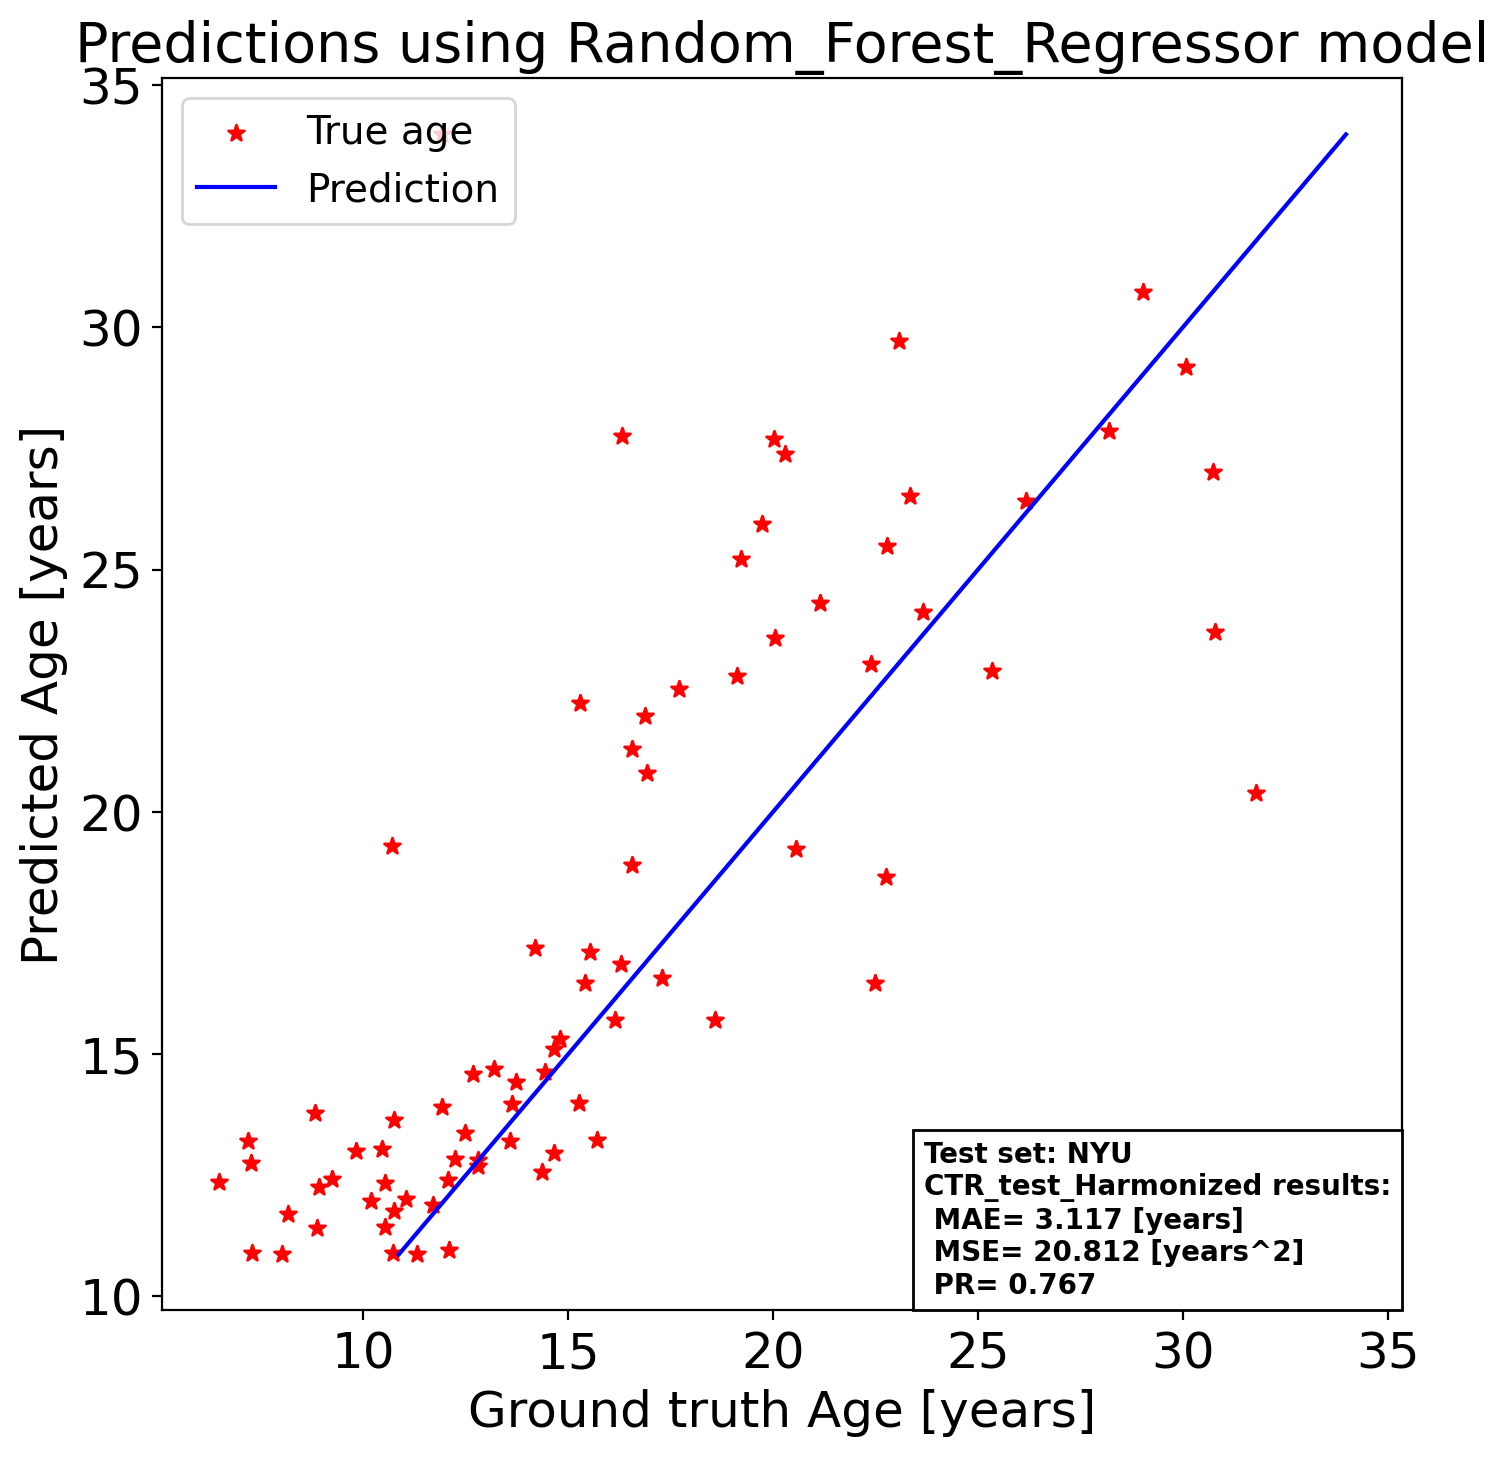 Predictions using Random_Forest_Regressor model
True age
Prediction
35
30
25
20
15
10
Predicted Age [years]
10 15 20 25 30 35
Ground truth Age [years]
Test set: NYU
CTR_test_Harmonized results:
MAE= 3.117 [years]
MSE= 20.812 [years^2]
PR= 0.767